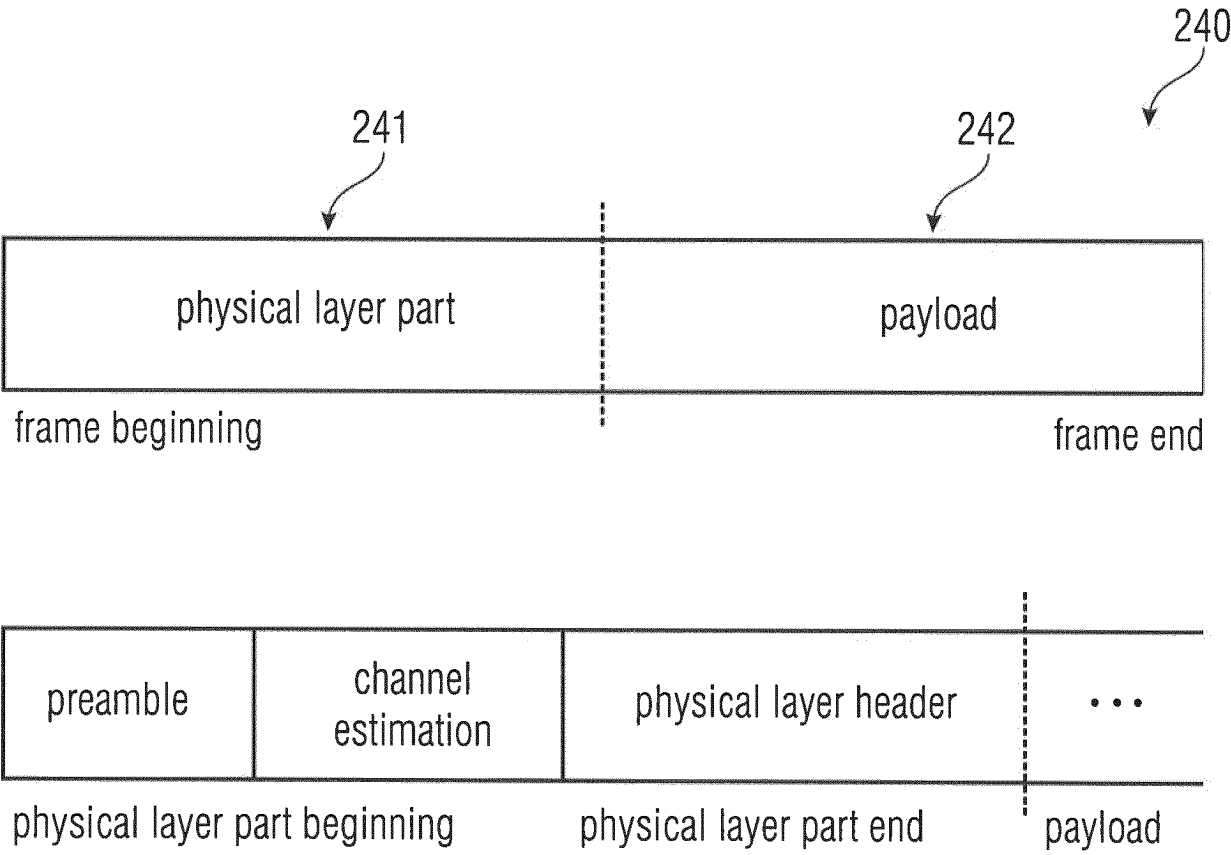 240
241
242
physical layer part
payload
frame beginning
frame end
preamble
channel
estimation
physical layer header
...
physical layer part beginning
physical layer part end
payload